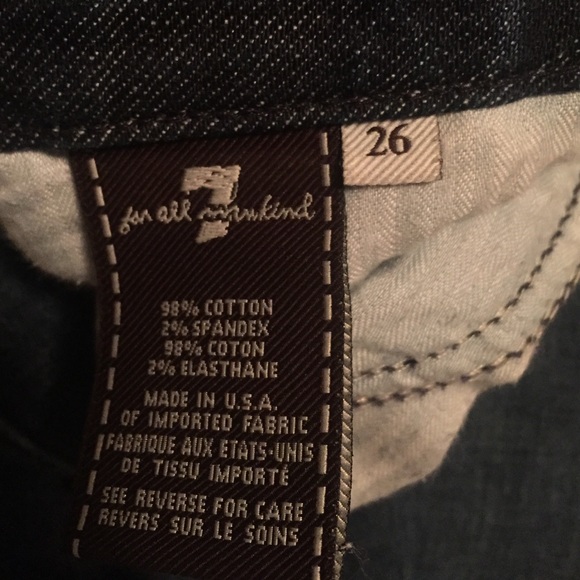 26
7
for all mankind
98% COTTON
2% SPANDEX
98% COTON
2% ELASTHANE
MADE IN U.S.A.
OF IMPORTED FABRIC
FABRIQUE AUX ETATS-UNIS
DE TISSU IMPORTÉ
SEE REVERSE FOR CARE
REVERS SUR LE SOINS